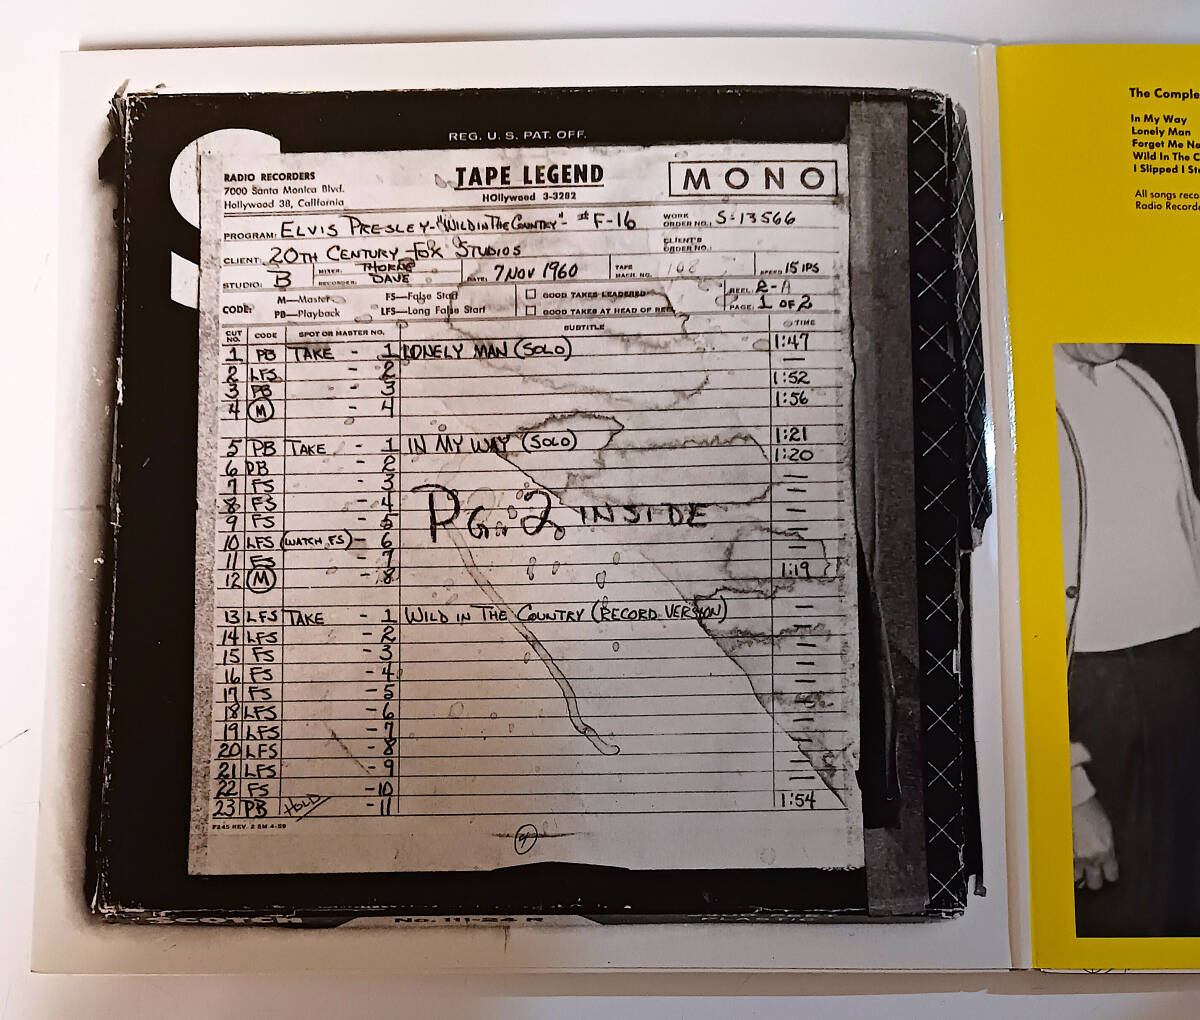 REG. U. S. PAT. OFF.
RADIO RECORDERS
7000 Santa Monica Blvd.
Hollywood 38, California
TAPE LEGEND
HOllywood 3-3282
MONO
PROGRAM: ELVIS PRESLEY-"WILD IN THE COUNTRY"- #F-16
WORK ORDER NO., S-13566
CLIENT: 20TH CENTURY FOX STUDIOS
CLIENT'S ORDER NO.:
STUDIO: B
MIXER: THORNE
RECORDER: DAVE
DATE: 7 NOV 1960
TAPE MACH. NO. 108
SPEED 15 IPS
CODE:
M—Master
PB—Playback
FS—False Start
LFS—Long False Start
GOOD TAKES LEADERED
GOOD TAKES AT HEAD OF REEL
REEL: 2-A
PAGE: 1 OF 2
CUT NO. CODE SPOT OR MASTER NO. SUBTITLE TIME
1 PB TAKE - 1 LONELY MAN (SOLO) 1:47
2 LFS - 2 —
3 PB - 3 1:52
4 M - 4 1:56
5 PB TAKE - 1 IN MY WAY (SOLO) 1:21
6 PB - 2 1:20
7 FS - 3 —
8 FS - 4 —
9 FS - 5 —
PG. 2 INSIDE
10 LFS (WATCH FS) - 6 —
11 FS - 7 —
12 M - 8 1:19
13 LFS TAKE - 1 WILD IN THE COUNTRY (RECORD VERSION) —
14 LFS - 2 —
15 FS - 3 —
16 FS - 4 —
17 FS - 5 —
18 LFS - 6 —
19 LFS - 7 —
20 LFS - 8 —
21 LFS - 9 —
22 FS - 10 —
23 PB HOLD - 11 1:54
F245 REV. 2 5M 4-59
SCOTCH
No. 111-24 R
The Comple
In My Way
Lonely Man
Forget Me Ne
Wild In The C
I Slipped I St
All songs reco
Radio Recorde